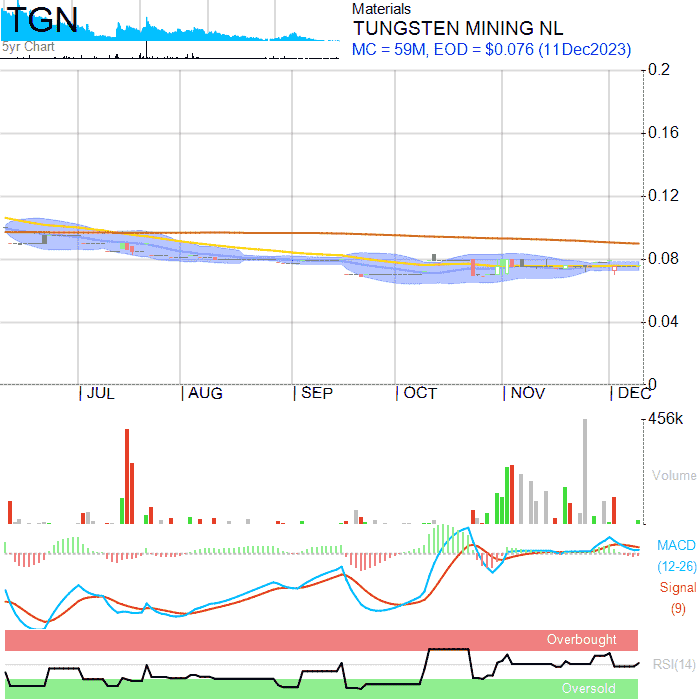 TGN
5yr Chart
Materials
TUNGSTEN MINING NL
MC = 59M, EOD = $0.076 (11Dec2023)
0.2
0.16
0.12
0.08
0.04
0
JUL
AUG
SEP
OCT
NOV
DEC
456k
Volume
MACD
(12-26)
Signal
(9)
Overbought
RSI(14)
Oversold